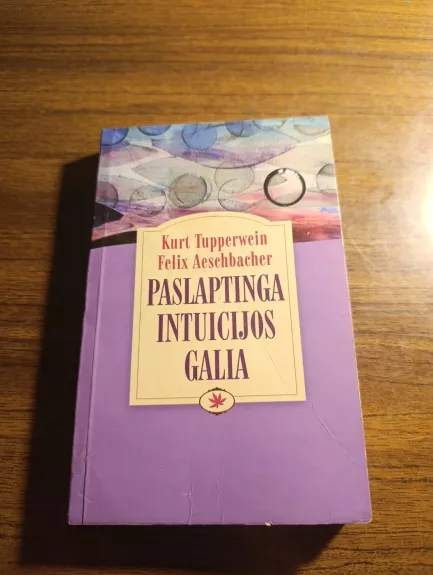 Kurt Tupperwein
Felix Aeschbacher
PASLAPTINGA
INTUICIJOS
GALIA